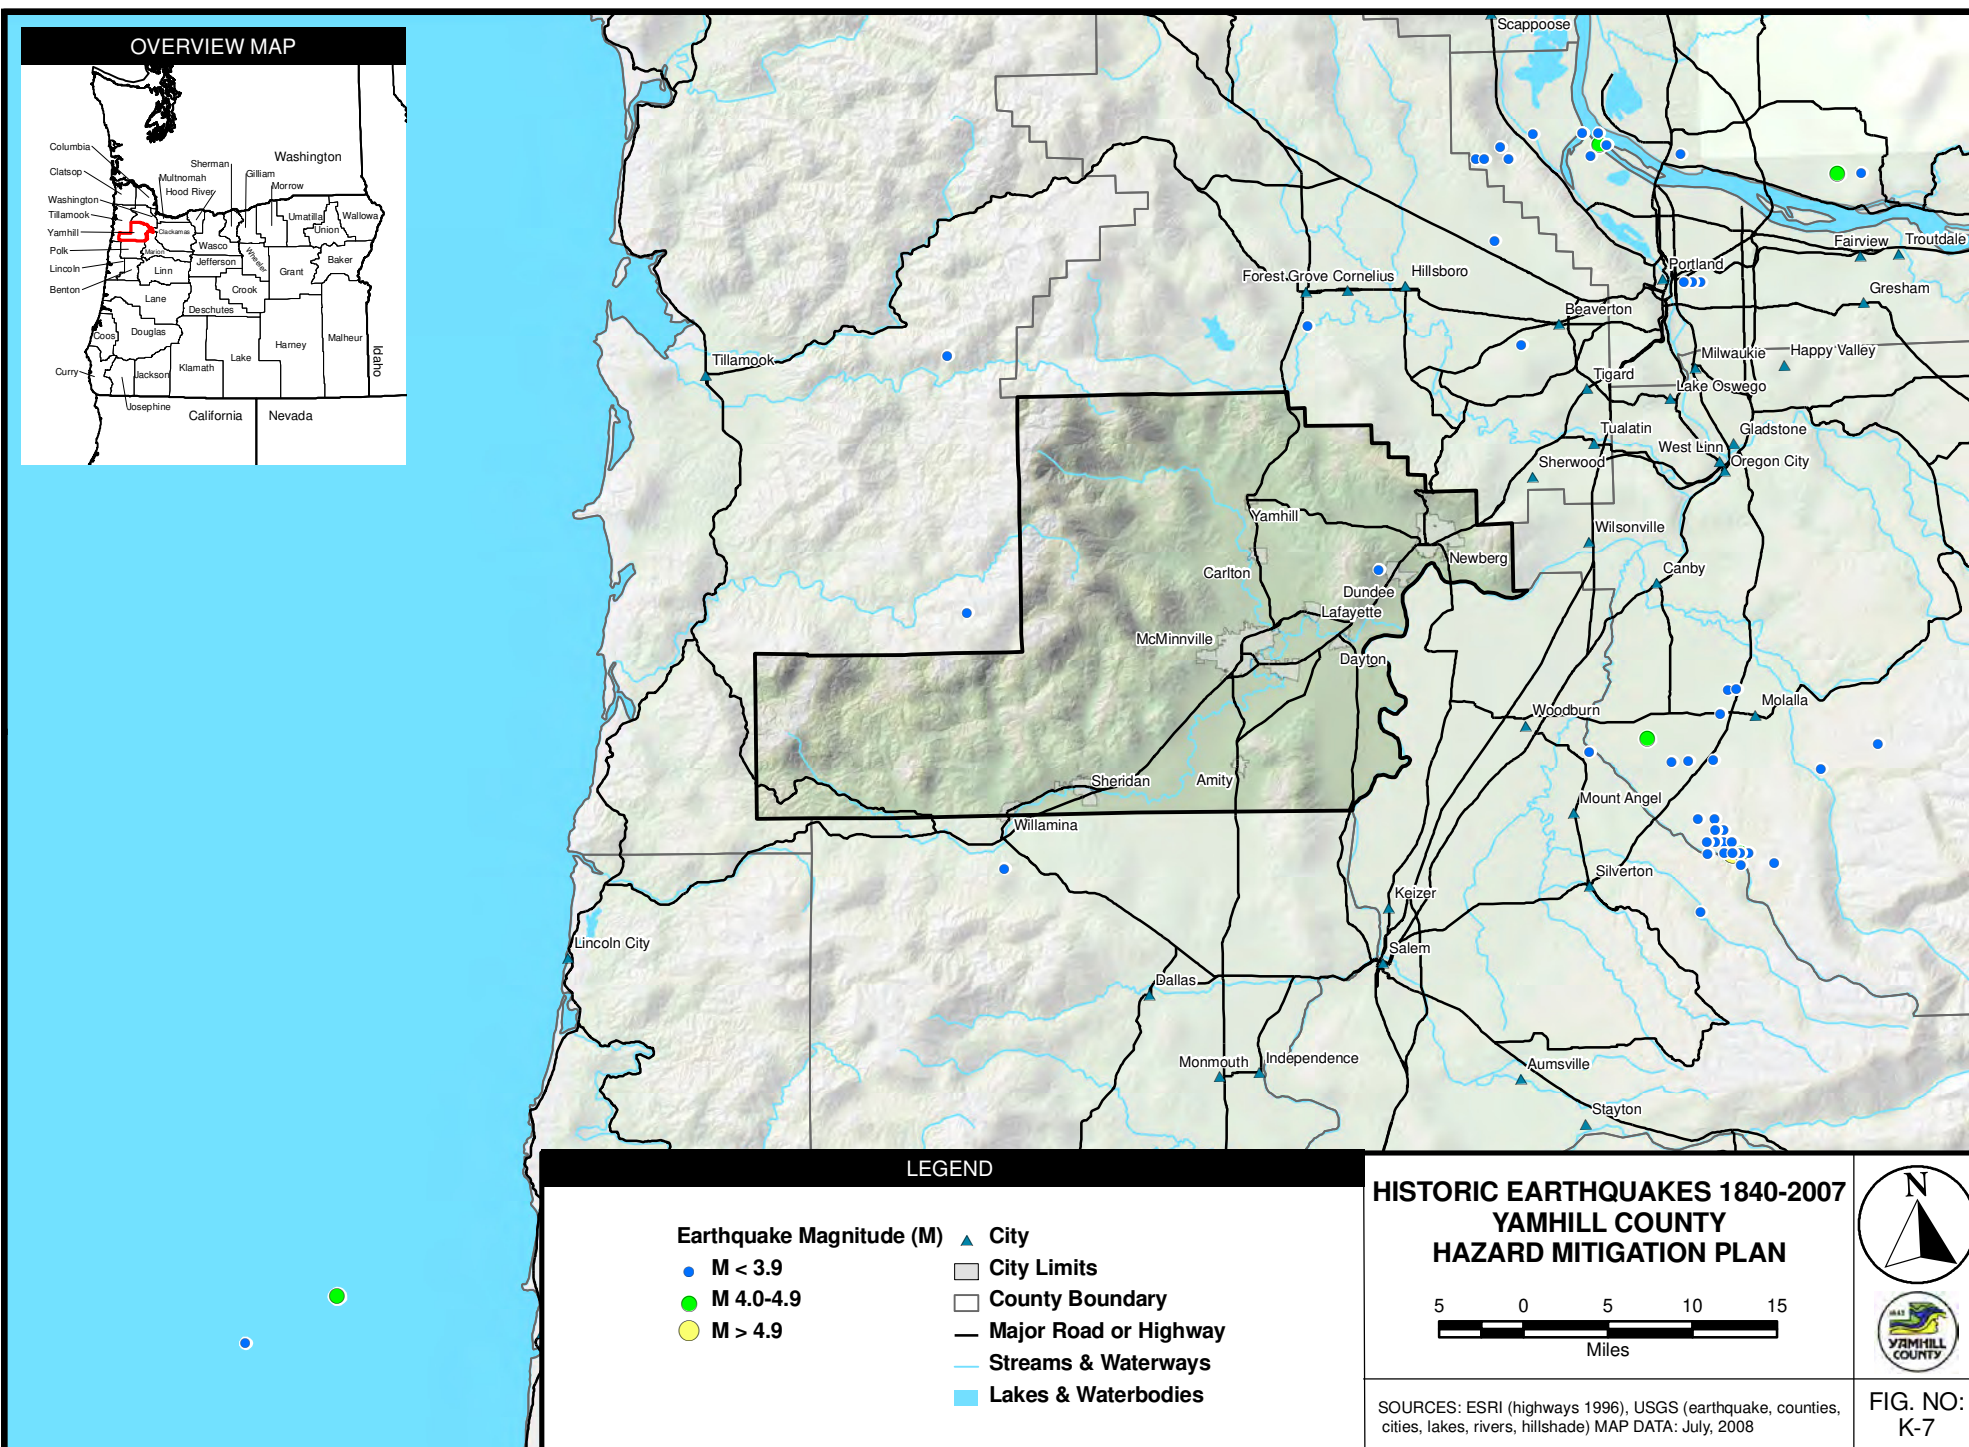 OVERVIEW MAP
Columbia
Clatsop
Washington
Tillamook
Yamhill
Polk
Lincoln
Benton
Sherman
Washington
Multnomah
Gilliam
Hood River
Morrow
Umatilla
Wallowa
Union
Clackamas
Wasco
Marion
Wheeler
Jefferson
Baker
Linn
Grant
Crook
Lane
Deschutes
Coos
Douglas
Malheur
Harney
Lake
Klamath
Curry
Jackson
Idaho
Josephine
California
Nevada
Scappoose
Fairview
Troutdale
Portland
Forest Grove
Cornelius
Hillsboro
Gresham
Beaverton
Tillamook
Milwaukie
Happy Valley
Tigard
Lake Oswego
Tualatin
Gladstone
West Linn
Sherwood
Oregon City
Yamhill
Wilsonville
Newberg
Carlton
Canby
Dundee
Lafayette
McMinnville
Dayton
Molalla
Woodburn
Sheridan
Amity
Mount Angel
Willamina
Silverton
Keizer
Lincoln City
Salem
Dallas
Monmouth
Independence
Aumsville
Stayton
LEGEND
Earthquake Magnitude (M)
M < 3.9
M 4.0-4.9
M > 4.9
City
City Limits
County Boundary
Major Road or Highway
Streams & Waterways
Lakes & Waterbodies
HISTORIC EARTHQUAKES 1840-2007
YAMHILL COUNTY
HAZARD MITIGATION PLAN
5 0 5 10 15
Miles
SOURCES: ESRI (highways 1996), USGS (earthquake, counties,
cities, lakes, rivers, hillshade) MAP DATA: July, 2008
N
YAMHILL
COUNTY
FIG. NO:
K-7